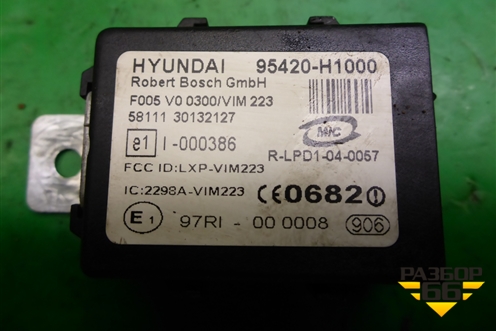 HYUNDAI 95420-H1000
Robert Bosch GmbH
F005 V0 0300/VIM 223
58111 30132127
e1 I-000386
MIC
R-LPD1-04-0057
FCC ID:LXP-VIM223
IC:2298A-VIM223
CE0682
E1 97RI - 00 0008 906
РАЗБОР
66